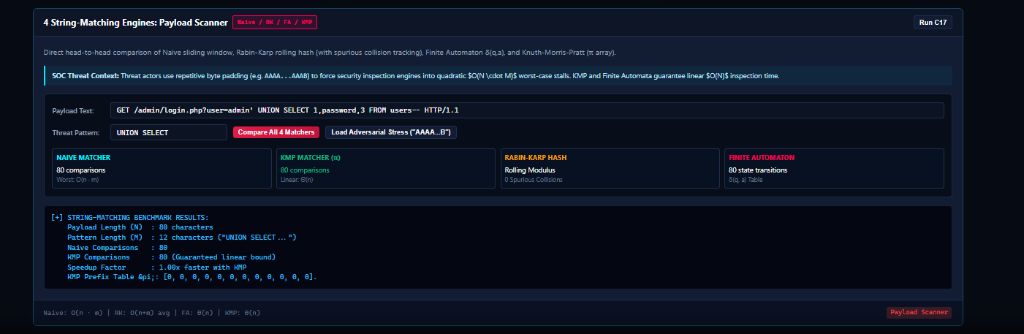 4 String-Matching Engines: Payload Scanner Naive / RK / FA / KMP Run C17
Direct head-to-head comparison of Naive sliding window, Rabin-Karp rolling hash (with spurious collision tracking), Finite Automaton δ(q,a), and Knuth-Morris-Pratt (π array).
SOC Threat Context: Threat actors use repetitive byte padding (e.g. AAAA...AAAB) to force security inspection engines into quadratic $O(N \cdot M)$ worst-case stalls. KMP and Finite Automata guarantee linear $O(N)$ inspection time.
Payload Text: GET /admin/login.php?user=admin' UNION SELECT 1,password,3 FROM users-- HTTP/1.1
Threat Pattern: UNION SELECT Compare All 4 Matchers Load Adversarial Stress ("AAAA...B")
NAIVE MATCHER
80 comparisons
Worst: O(n · m)
KMP MATCHER (π)
80 comparisons
Linear: Θ(n)
RABIN-KARP HASH
Rolling Modulus
0 Spurious Collisions
FINITE AUTOMATON
80 state transitions
δ(q, a) Table
[+] STRING-MATCHING BENCHMARK RESULTS:
Payload Length (N) : 80 characters
Pattern Length (M) : 12 characters ("UNION SELECT...")
Naive Comparisons : 80
KMP Comparisons : 80 (Guaranteed linear bound)
Speedup Factor : 1.00x faster with KMP
KMP Prefix Table &pi;: [0, 0, 0, 0, 0, 0, 0, 0, 0, 0, 0, 0].
Naive: O(n · m) | RK: O(n+m) avg | FA: Θ(n) | KMP: Θ(n) Payload Scanner